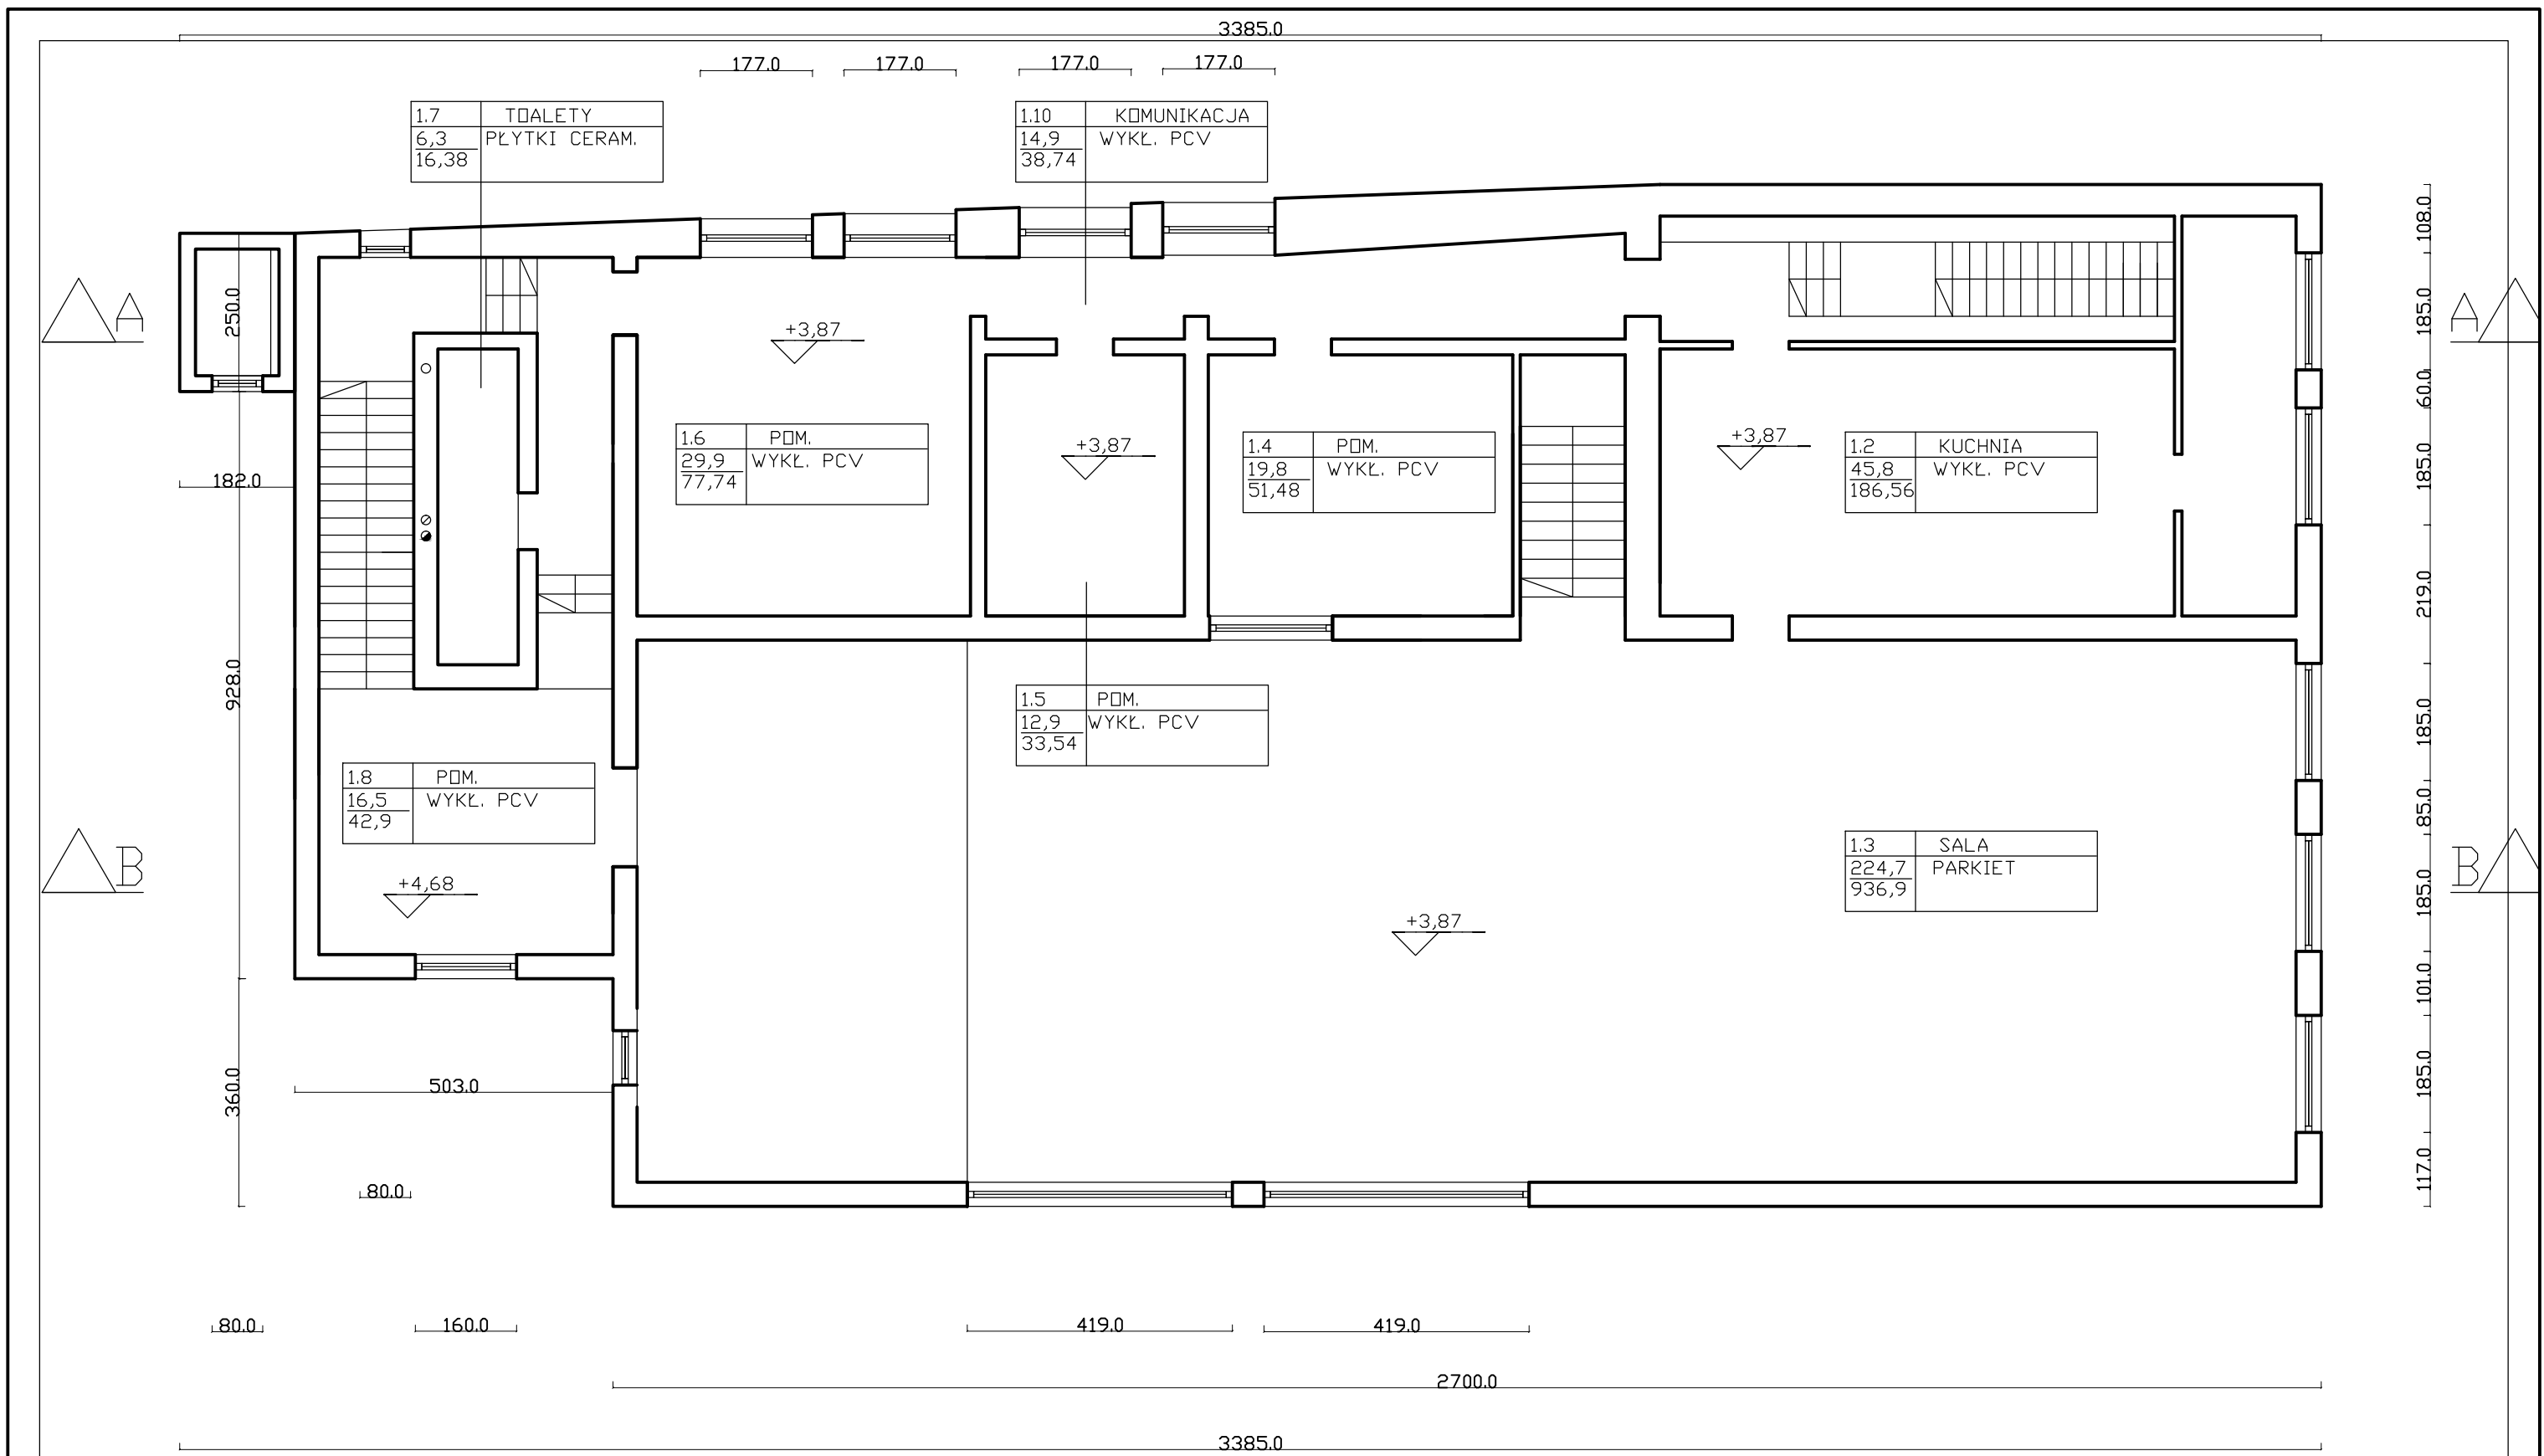 3385.0
177.0
177.0
177.0
177.0
1.7 TOALETY
6,3 PŁYTKI CERAM.
16,38
1.10 KOMUNIKACJA
14,9 WYKŁ. PCV
38,74
108.0
250.0
A
185.0
A
+3,87
60.0
+3,87
+3,87
1.6 POM.
29,9 WYKŁ. PCV
77,74
1.4 POM.
19,8 WYKŁ. PCV
51,48
1.2 KUCHNIA
45,8 WYKŁ. PCV
186,56
185.0
182.0
219.0
928.0
1.5 POM.
12,9 WYKŁ. PCV
33,54
185.0
1.8 POM.
16,5 WYKŁ. PCV
42,9
85.0
B
1.3 SALA
224,7 PARKIET
936,9
B
+4,68
185.0
+3,87
101.0
360.0
503.0
185.0
80.0
117.0
80.0
160.0
419.0
419.0
2700.0
3385.0